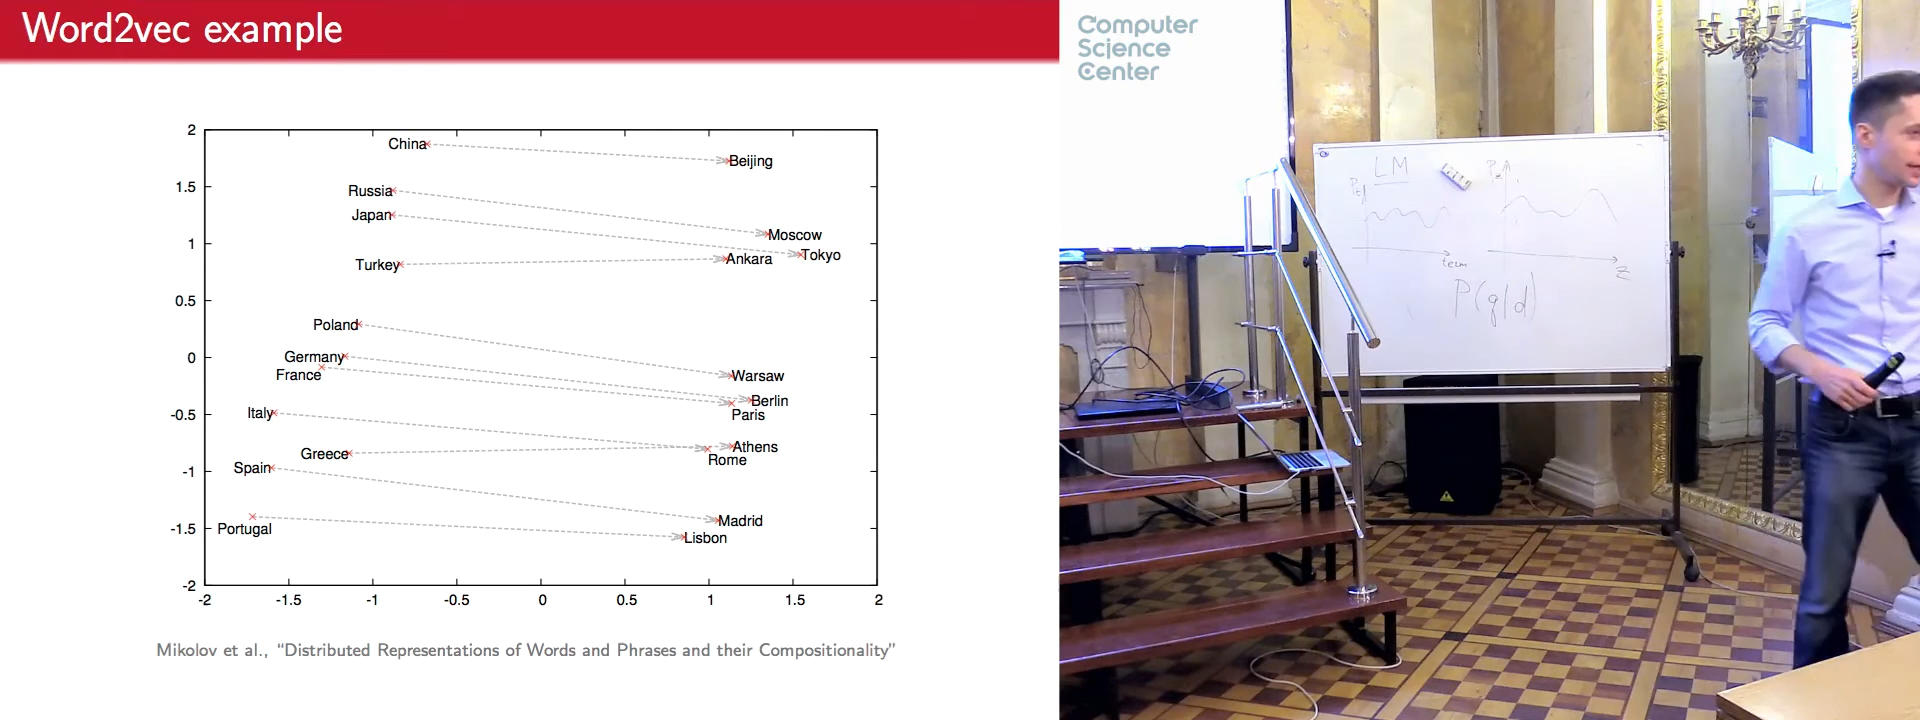 Word2vec example
Computer
Science
Center
2
1.5
1
0.5
0
-0.5
-1
-1.5
-2
-2
-1.5
-1
-0.5
0
0.5
1
1.5
2
China
Beijing
Russia
Japan
Moscow
Turkey
Ankara
Tokyo
Poland
Germany
France
Warsaw
Berlin
Paris
Italy
Greece
Athens
Rome
Spain
Madrid
Portugal
Lisbon
Mikolov et al., “Distributed Representations of Words and Phrases and their Compositionality”
LM
term
Z
P(q|d)